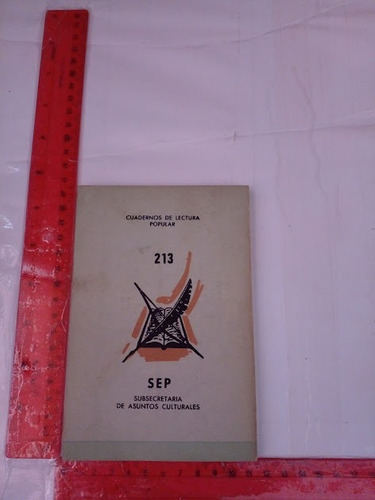 CUADERNOS DE LECTURA
POPULAR
213
SEP
SUBSECRETARIA
DE ASUNTOS CULTURALES